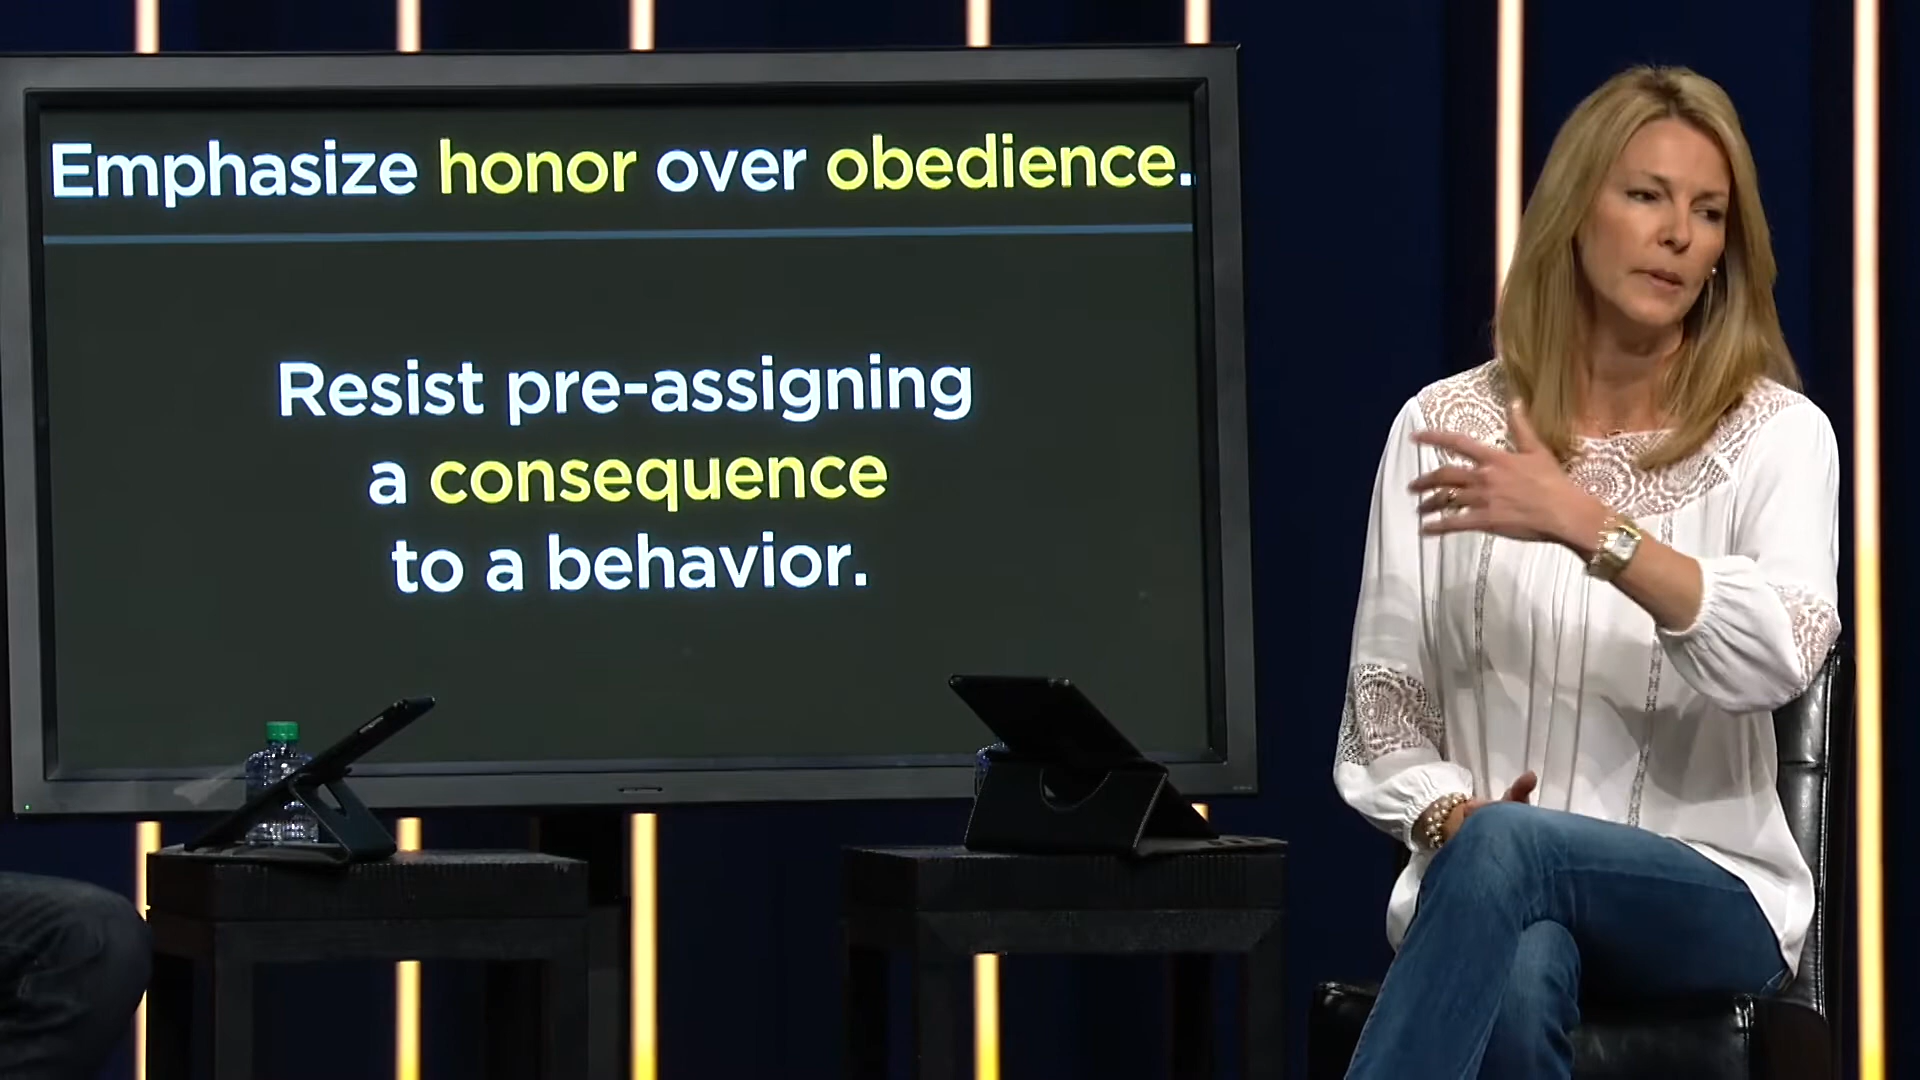 Emphasize honor over obedience.
Resist pre-assigning
a consequence
to a behavior.